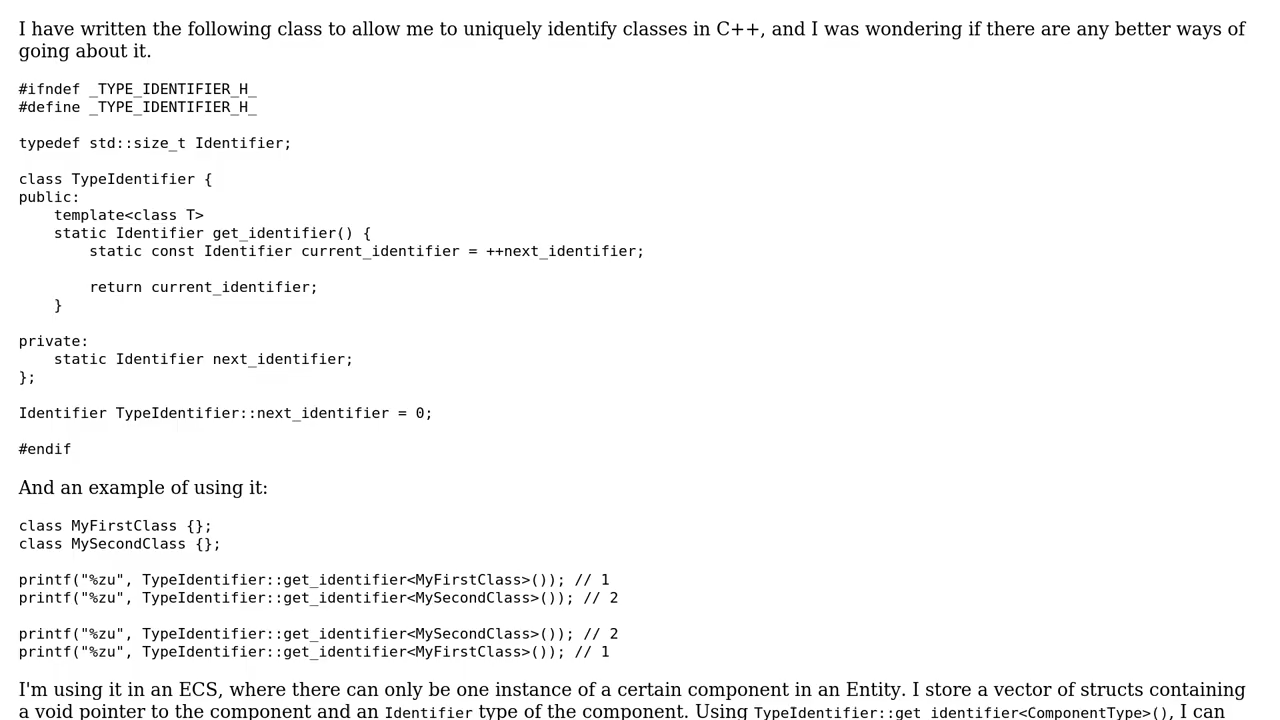 I have written the following class to allow me to uniquely identify classes in C++, and I was wondering if there are any better ways of
going about it.
#ifndef _TYPE_IDENTIFIER_H_
#define _TYPE_IDENTIFIER_H_
typedef std::size_t Identifier;
class TypeIdentifier {
public:
    template<class T>
    static Identifier get_identifier() {
        static const Identifier current_identifier = ++next_identifier;
        return current_identifier;
    }
private:
    static Identifier next_identifier;
};
Identifier TypeIdentifier::next_identifier = 0;
#endif
And an example of using it:
class MyFirstClass {};
class MySecondClass {};
printf("%zu", TypeIdentifier::get_identifier<MyFirstClass>()); // 1
printf("%zu", TypeIdentifier::get_identifier<MySecondClass>()); // 2
printf("%zu", TypeIdentifier::get_identifier<MySecondClass>()); // 2
printf("%zu", TypeIdentifier::get_identifier<MyFirstClass>()); // 1
I'm using it in an ECS, where there can only be one instance of a certain component in an Entity. I store a vector of structs containing
a void pointer to the component and an Identifier type of the component. Using TypeIdentifier::get_identifier<ComponentType>(), I can